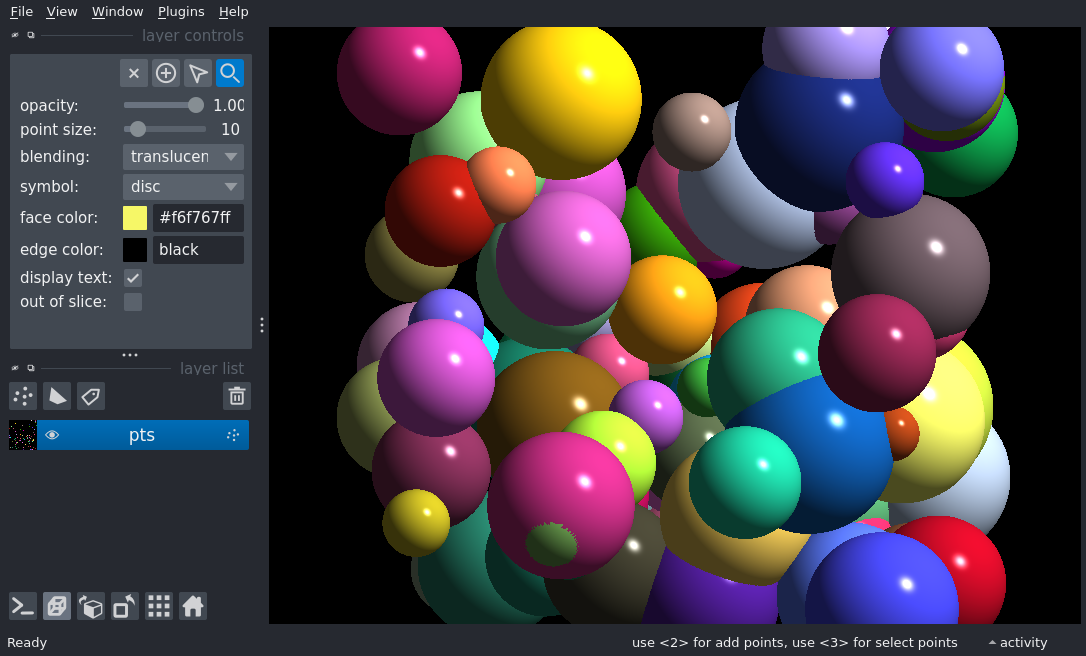 File View Window Plugins Help
layer controls
opacity: 1.00
point size: 10
blending: translucen
symbol: disc
face color: #f6f767ff
edge color: black
display text:
out of slice:
layer list
pts
Ready use <2> for add points, use <3> for select points activity